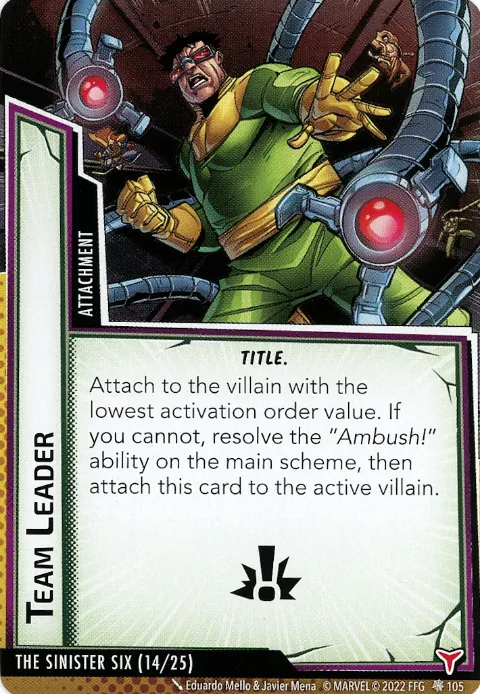 ATTACHMENT
TEAM LEADER
TITLE.
Attach to the villain with the
lowest activation order value. If
you cannot, resolve the "Ambush!"
ability on the main scheme, then
attach this card to the active villain.
THE SINISTER SIX (14/25)
Eduardo Mello & Javier Mena © MARVEL © 2022 FFG 105